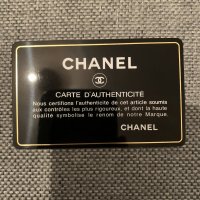 CHANEL
CARTE D'AUTHENTICITÉ
Nous certifions l'authenticité de cet article soumis
aux contrôles les plus rigoureux, et dont la haute
qualité symbolise le renom de notre Marque.
CHANEL